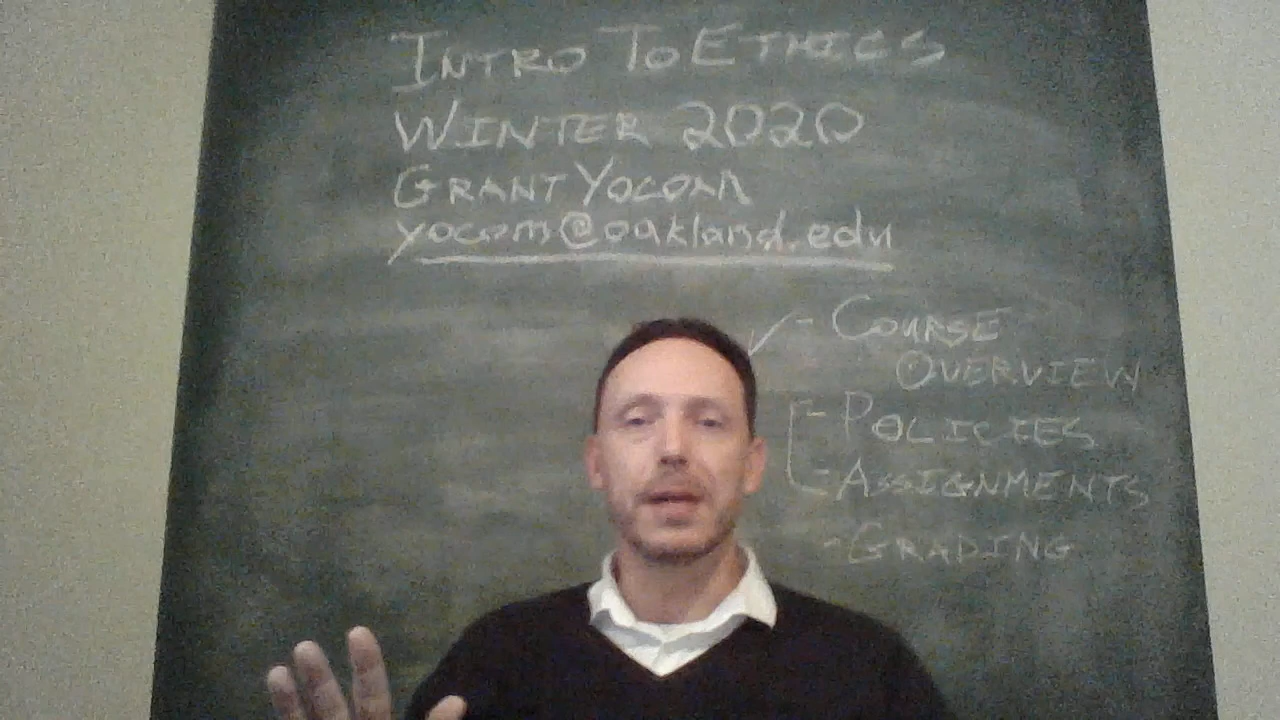 INTRO TO ETHICS
WINTER 2020
GRANT YOCOM
yocom@oakland.edu
✓ - COURSE
OVERVIEW
- POLICIES
- ASSIGNMENTS
- GRADING